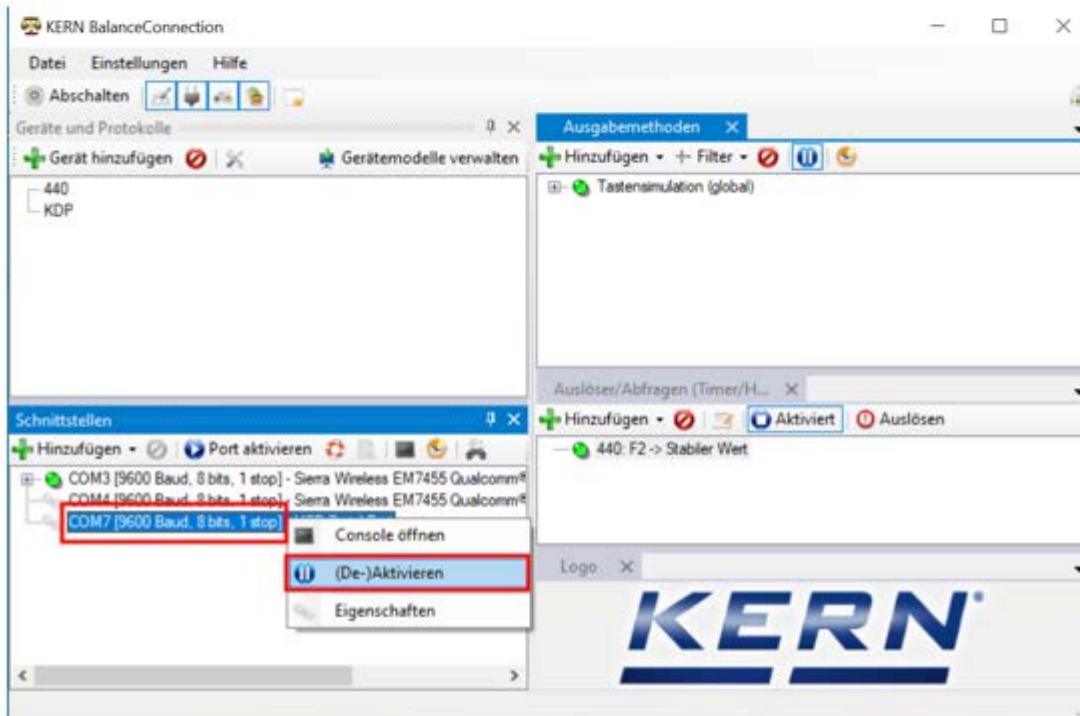 KERN BalanceConnection
Datei Einstellungen Hilfe
Abschalten
Geräte und Protokolle
Gerät hinzufügen Gerätemodelle verwalten
440
KDP
Ausgabemethoden
Hinzufügen Filter
Tastensimulation (global)
Auslöser/Abfragen (Timer/H...
Hinzufügen Aktiviert Auslösen
440: F2 -> Stabiler Wert
Schnittstellen
Hinzufügen Port aktivieren
COM3 [9600 Baud, 8 bits, 1 stop] - Sierra Wireless EM7455 Qualcomm®
COM4 [9600 Baud, 8 bits, 1 stop] - Sierra Wireless EM7455 Qualcomm®
COM7 [9600 Baud, 8 bits, 1 stop]
Console öffnen
(De-)Aktivieren
Eigenschaften
Logo
KERN